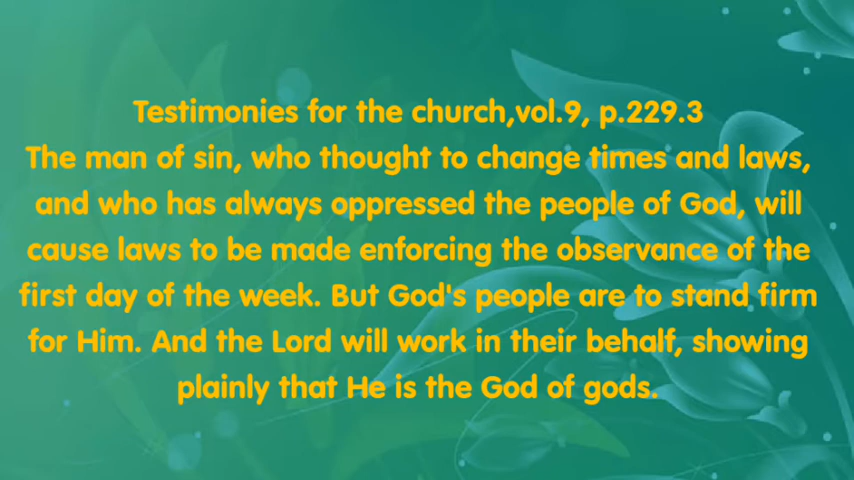 Testimonies for the church,vol.9, p.229.3
The man of sin, who thought to change times and laws,
and who has always oppressed the people of God, will
cause laws to be made enforcing the observance of the
first day of the week. But God's people are to stand firm
for Him. And the Lord will work in their behalf, showing
plainly that He is the God of gods.